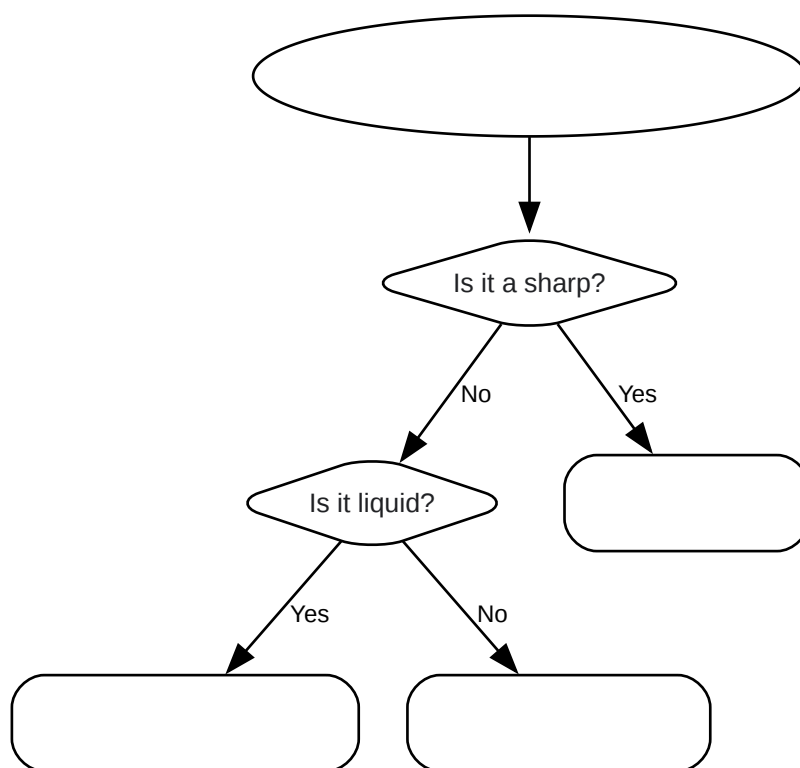 Is it a sharp?
No
Yes
Is it liquid?
Yes
No